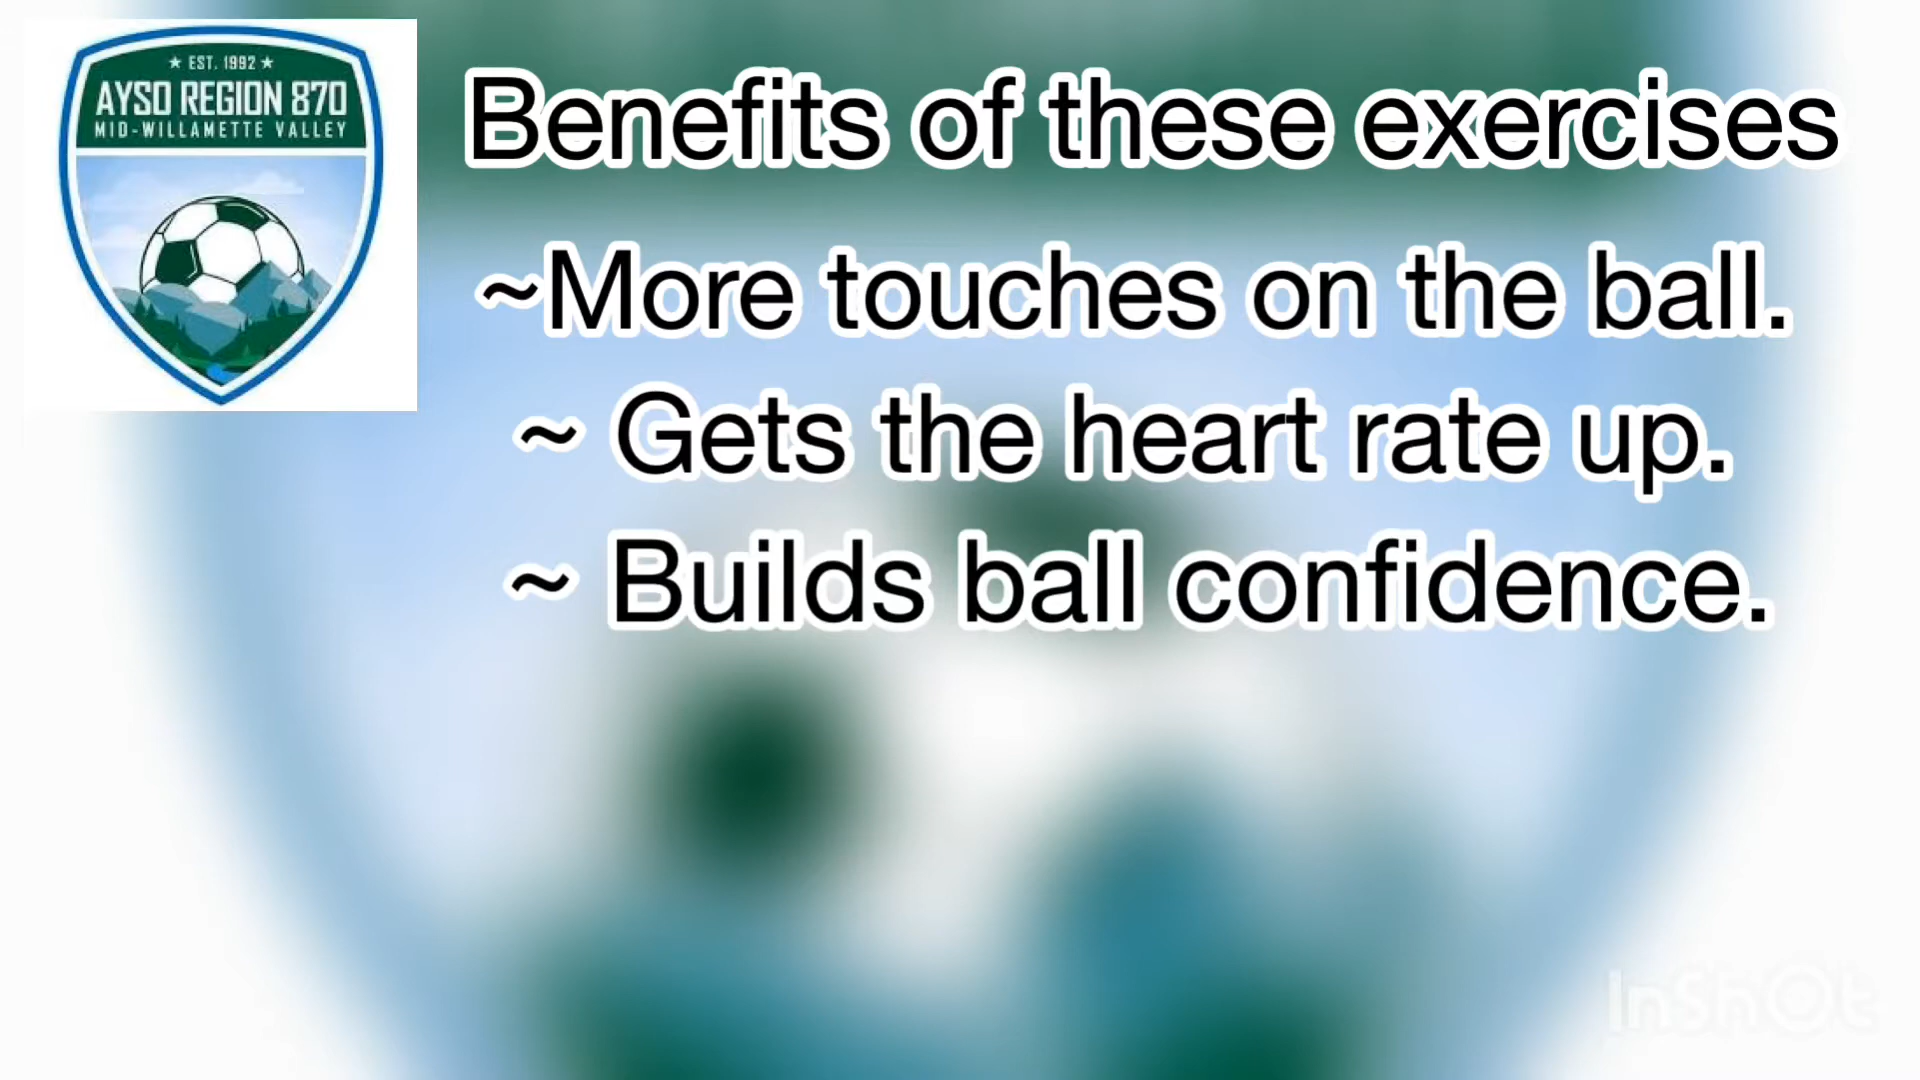 ★ EST. 1992 ★
AYSO REGION 870
MID-WILLAMETTE VALLEY
Benefits of these exercises
~More touches on the ball.
~ Gets the heart rate up.
~ Builds ball confidence.
InShOt